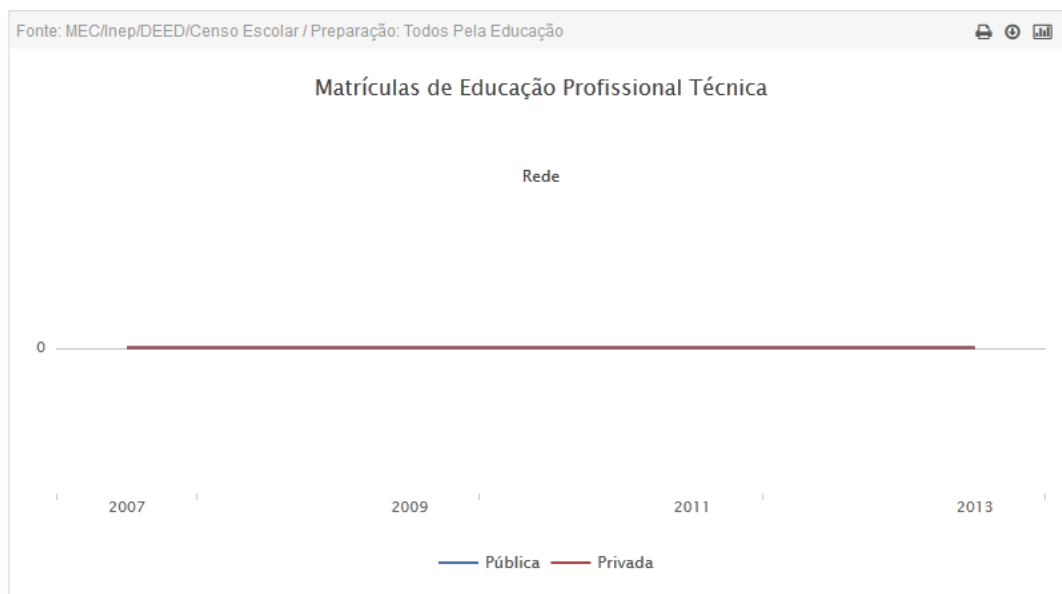 Fonte: MEC/Inep/DEED/Censo Escolar / Preparação: Todos Pela Educação
Matrículas de Educação Profissional Técnica
Rede
0
2007 2009 2011 2013
Pública Privada